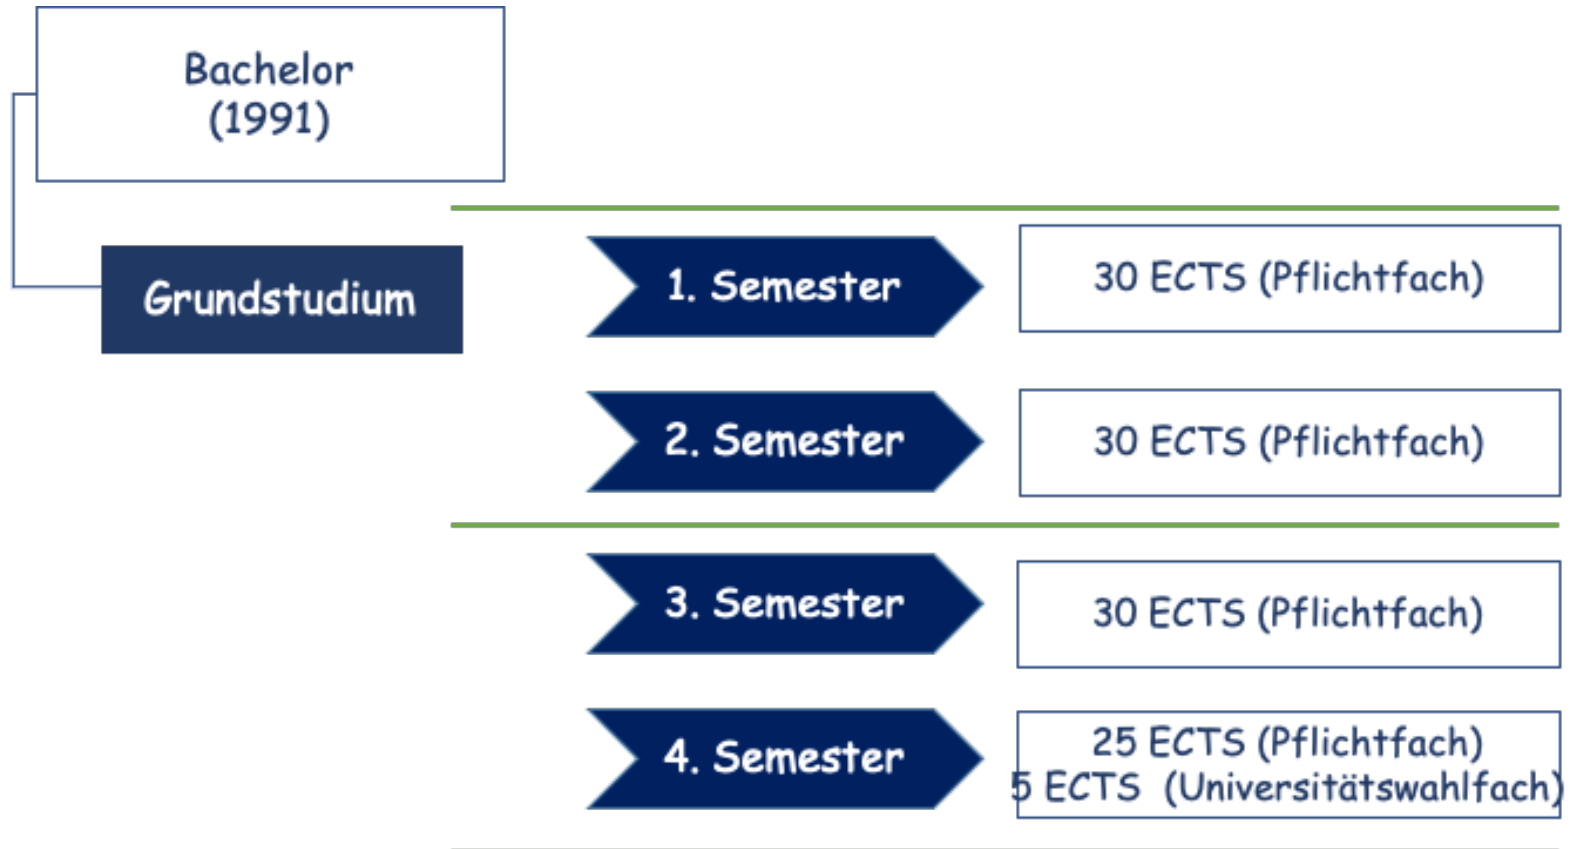 Bachelor
(1991)
Grundstudium
1. Semester
30 ECTS (Pflichtfach)
2. Semester
30 ECTS (Pflichtfach)
3. Semester
30 ECTS (Pflichtfach)
4. Semester
25 ECTS (Pflichtfach)
5 ECTS (Universitätswahlfach)